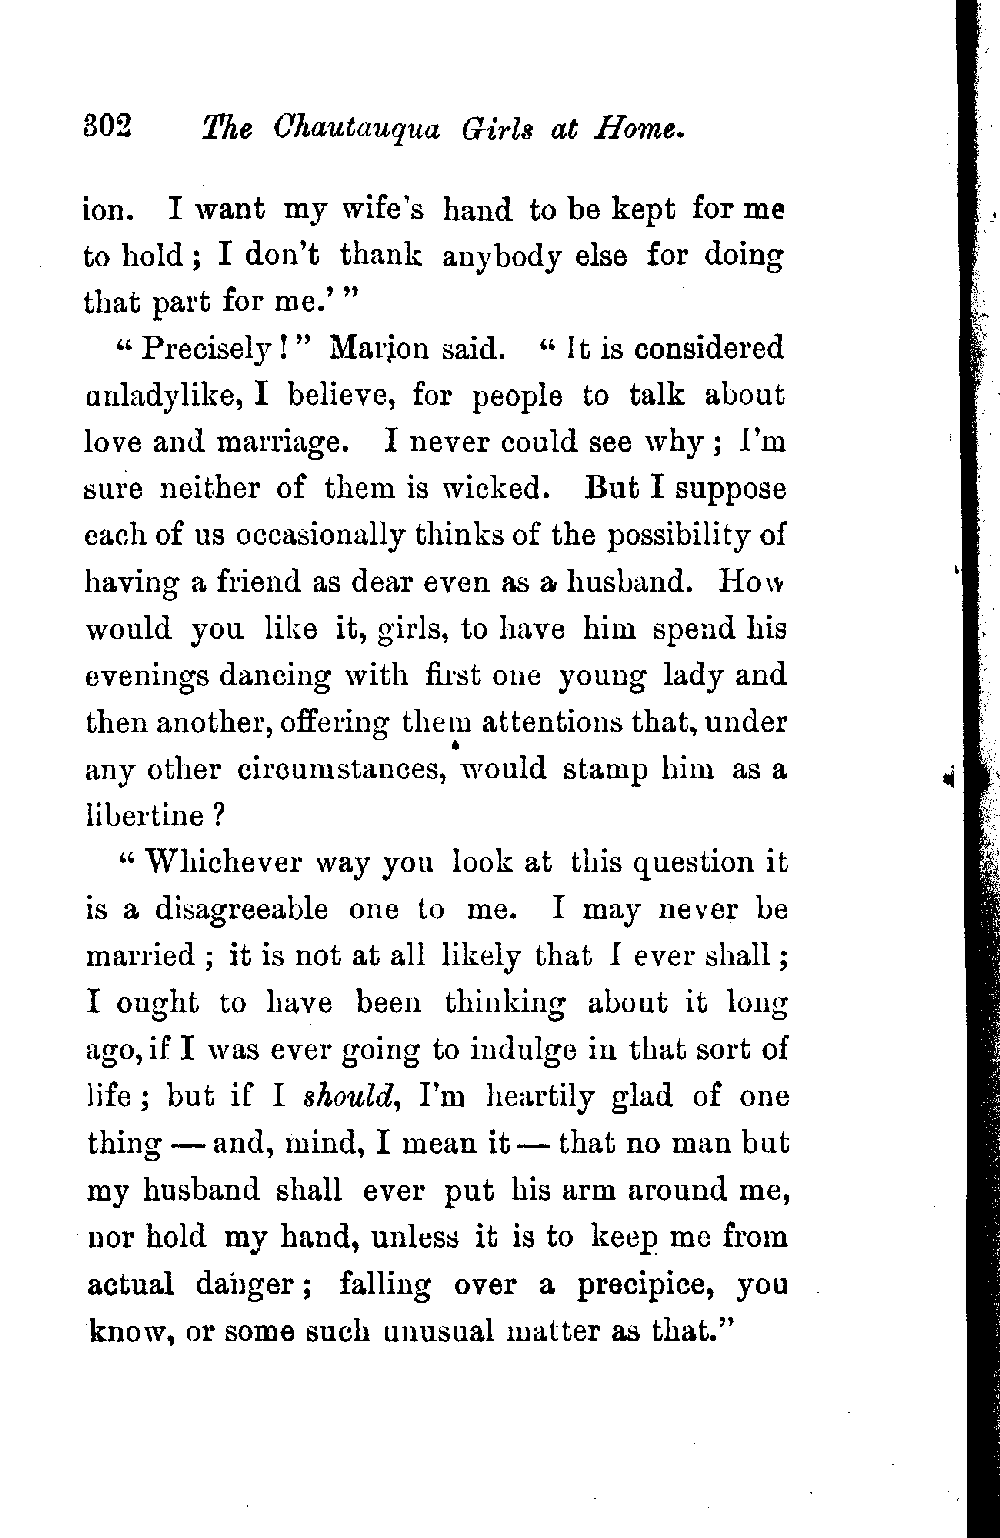 302 The Chautauqua Girls at Home.
ion. I want my wife's hand to be kept for me
to hold; I don't thank anybody else for doing
that part for me.'"
"Precisely!" Marion said. "It is considered
unladylike, I believe, for people to talk about
love and marriage. I never could see why; I'm
sure neither of them is wicked. But I suppose
each of us occasionally thinks of the possibility of
having a friend as dear even as a husband. How
would you like it, girls, to have him spend his
evenings dancing with first one young lady and
then another, offering them attentions that, under
any other circumstances, would stamp him as a
libertine?
"Whichever way you look at this question it
is a disagreeable one to me. I may never be
married; it is not at all likely that I ever shall;
I ought to have been thinking about it long
ago, if I was ever going to indulge in that sort of
life; but if I should, I'm heartily glad of one
thing — and, mind, I mean it — that no man but
my husband shall ever put his arm around me,
nor hold my hand, unless it is to keep me from
actual danger; falling over a precipice, you
know, or some such unusual matter as that."